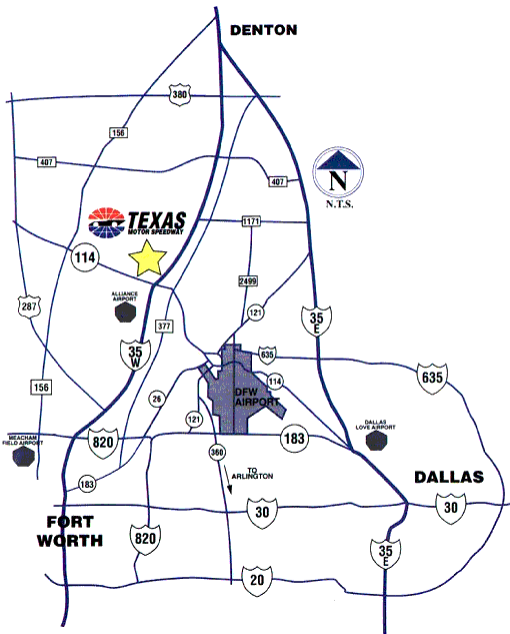 DENTON
380
156
407
407
N
N.T.S.
TEXAS
MOTOR SPEEDWAY
1171
114
2499
ALLIANCE
AIRPORT
287
121
377
35
E
35
W
635
635
114
156
26
DFW
AIRPORT
121
DALLAS
LOVE AIRPORT
MEACHAM
FIELD AIRPORT
820
183
360
TO
ARLINGTON
183
DALLAS
30
30
FORT
WORTH
820
35
E
20